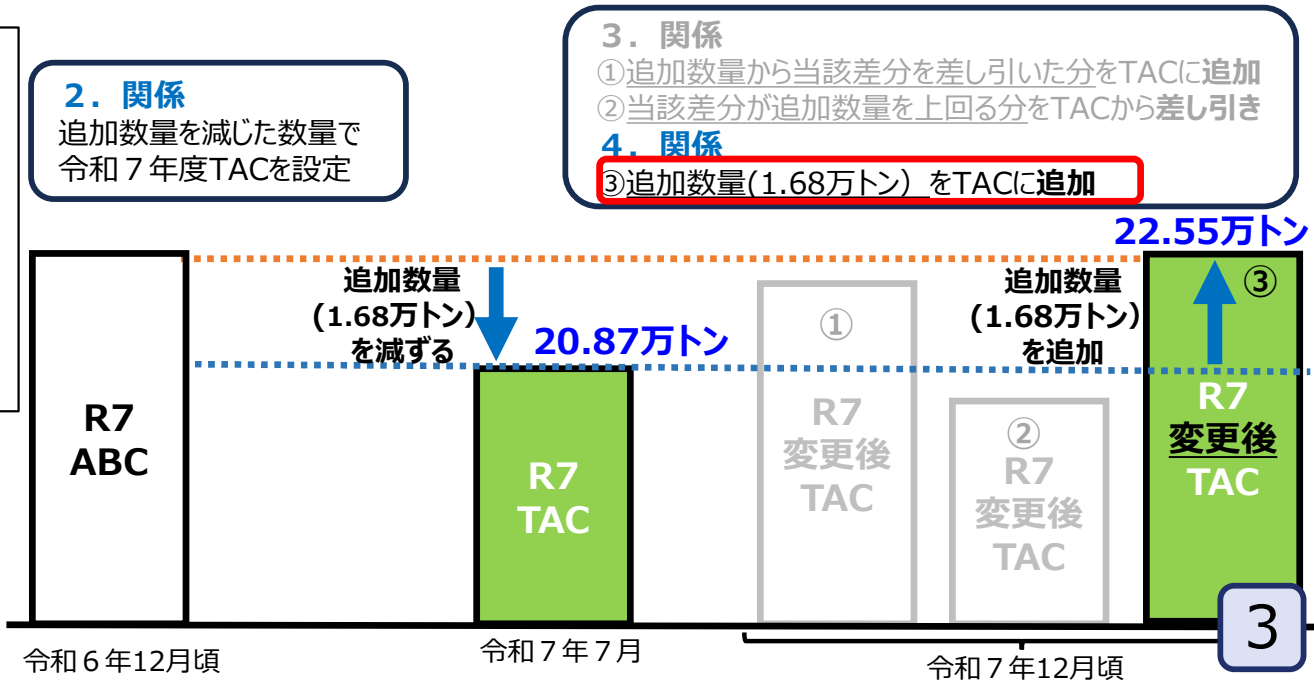 ２．関係
追加数量を減じた数量で
令和７年度TACを設定
３．関係
①追加数量から当該差分を差し引いた分をTACに追加
②当該差分が追加数量を上回る分をTACから差し引き
４．関係
③追加数量(1.68万トン）をTACに追加
22.55万トン
追加数量
(1.68万トン）
を減ずる
20.87万トン
追加数量
(1.68万トン）
を追加
③
R7
ABC
R7
TAC
①
R7
変更後
TAC
②
R7
変更後
TAC
R7
変更後
TAC
令和６年12月頃
令和７年７月
令和７年12月頃
3